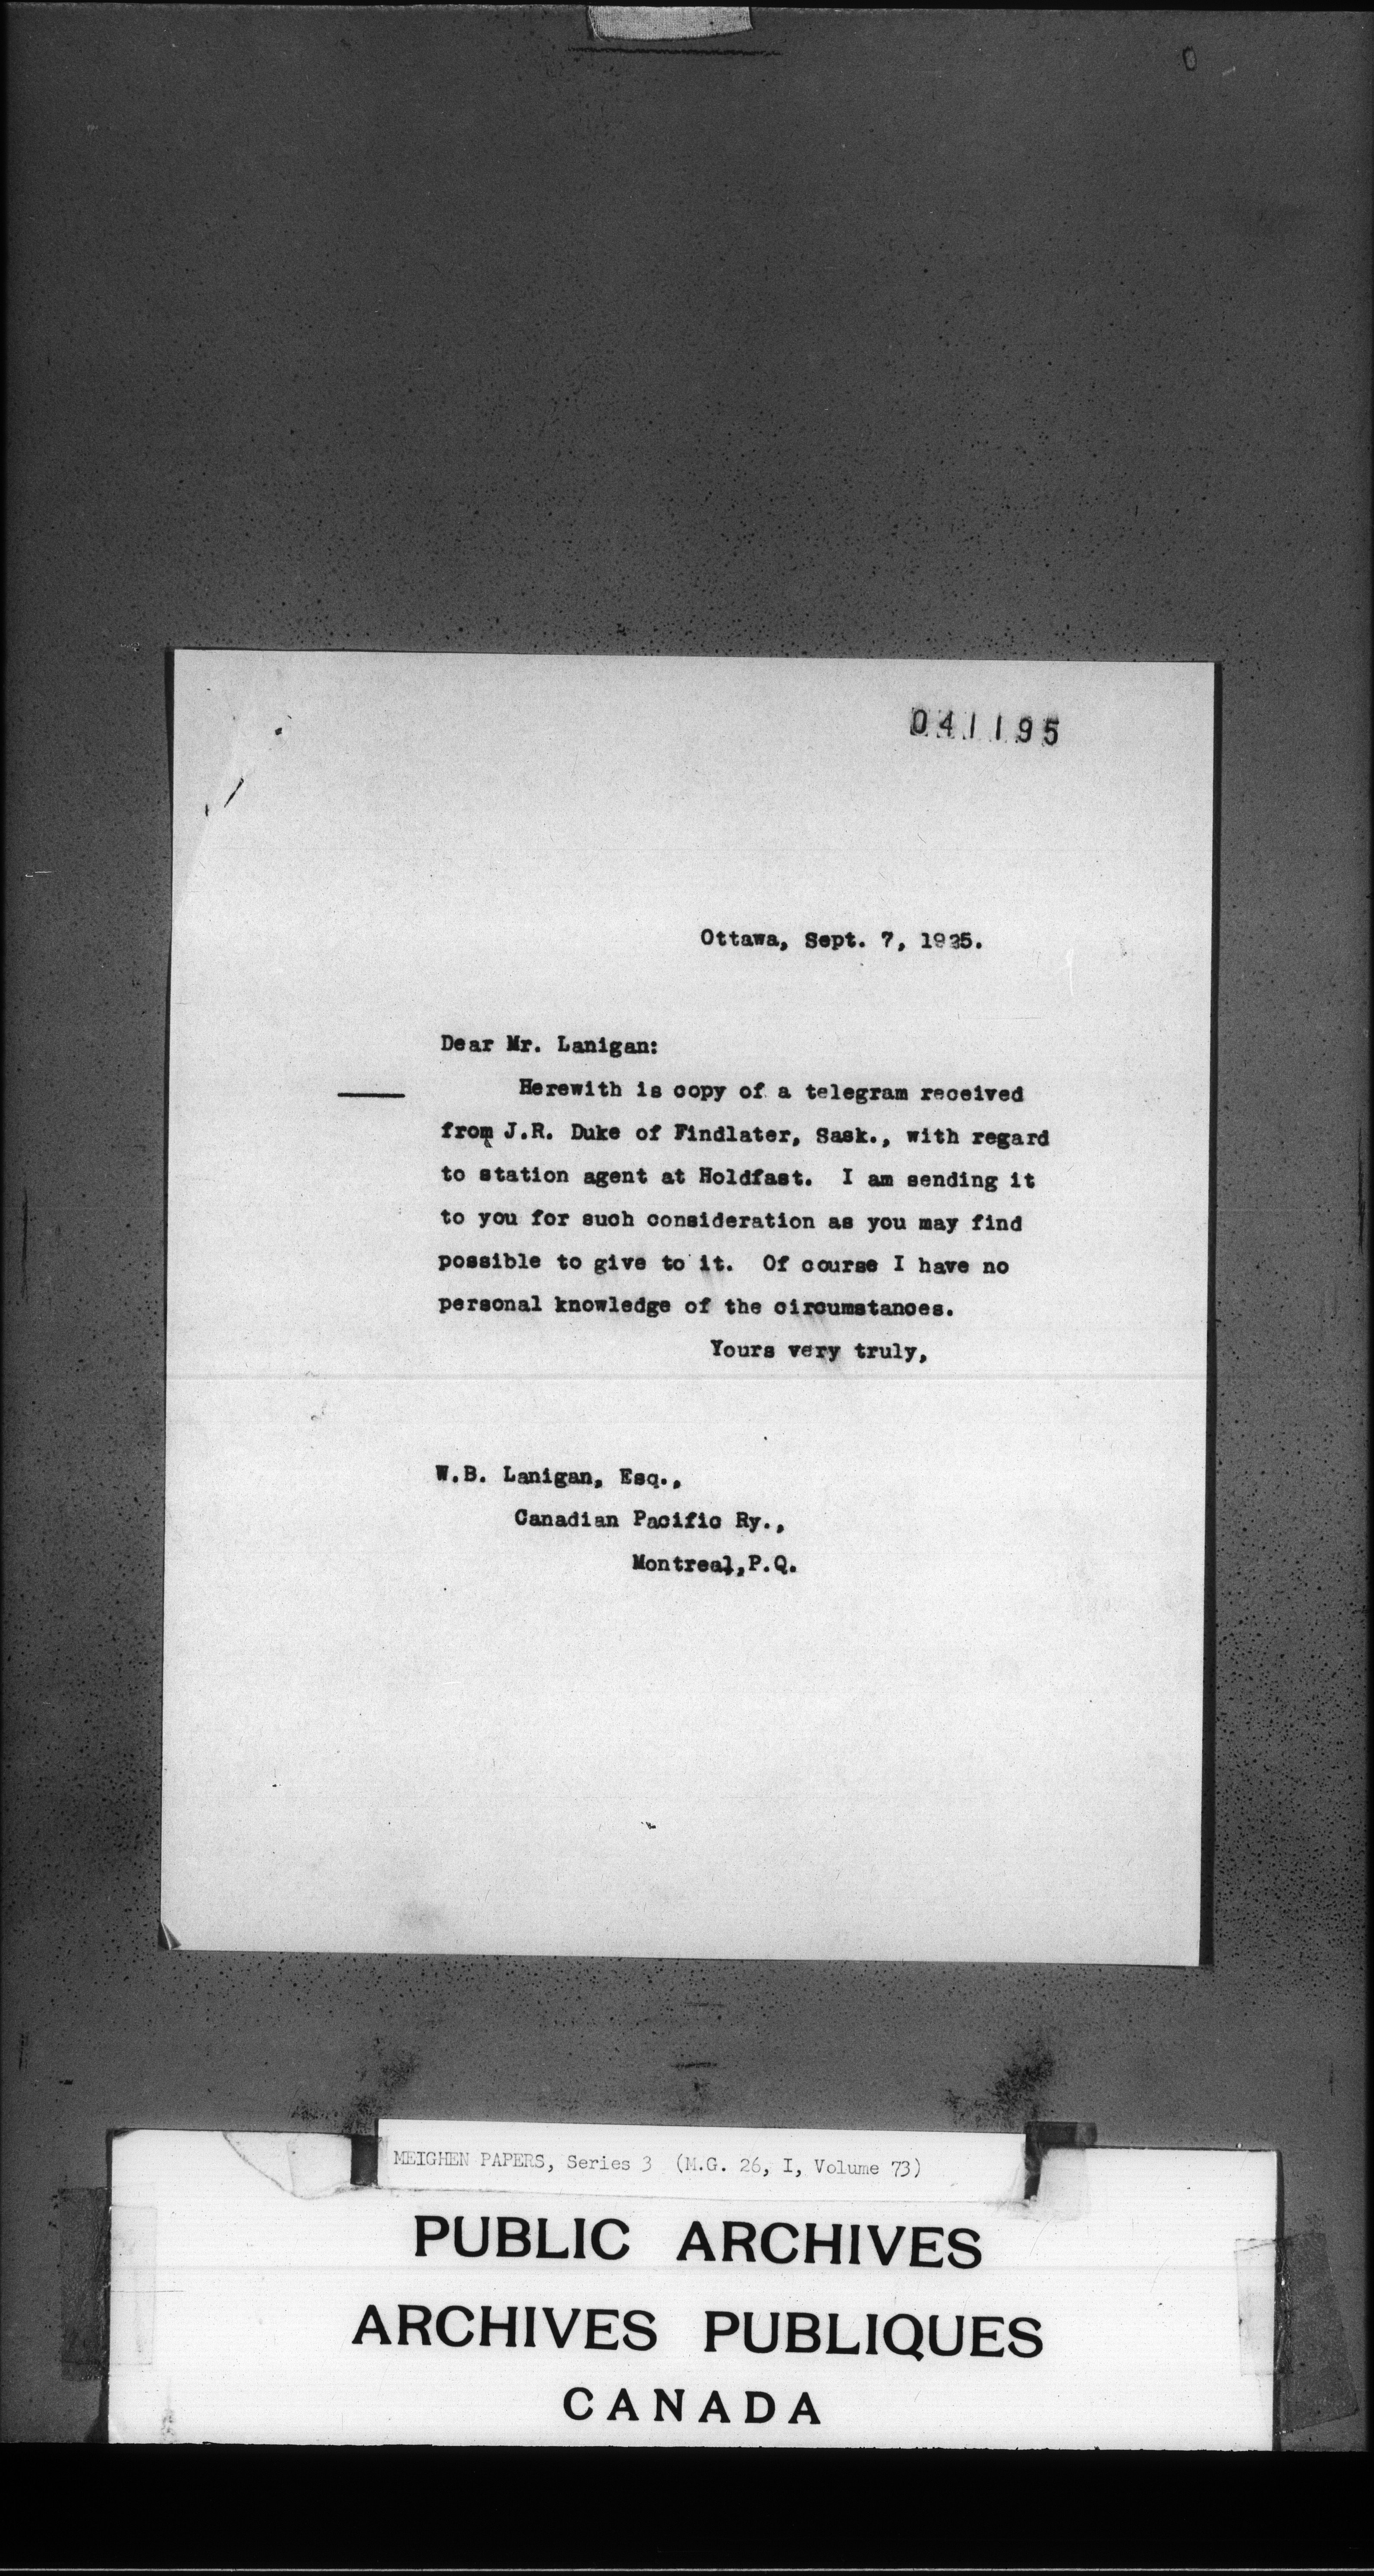 041195
Ottawa, Sept. 7, 1925.
Dear Mr. Lanigan:
Herewith is copy of a telegram received
from J.R. Duke of Findlater, Sask., with regard
to station agent at Holdfast. I am sending it
to you for such consideration as you may find
possible to give to it. Of course I have no
personal knowledge of the circumstances.
Yours very truly,
W.B. Lanigan, Esq.,
Canadian Pacific Ry.,
Montreal,P.Q.
MEIGHEN PAPERS, Series 3 (M.G. 26, I, Volume 73)
PUBLIC ARCHIVES
ARCHIVES PUBLIQUES
CANADA